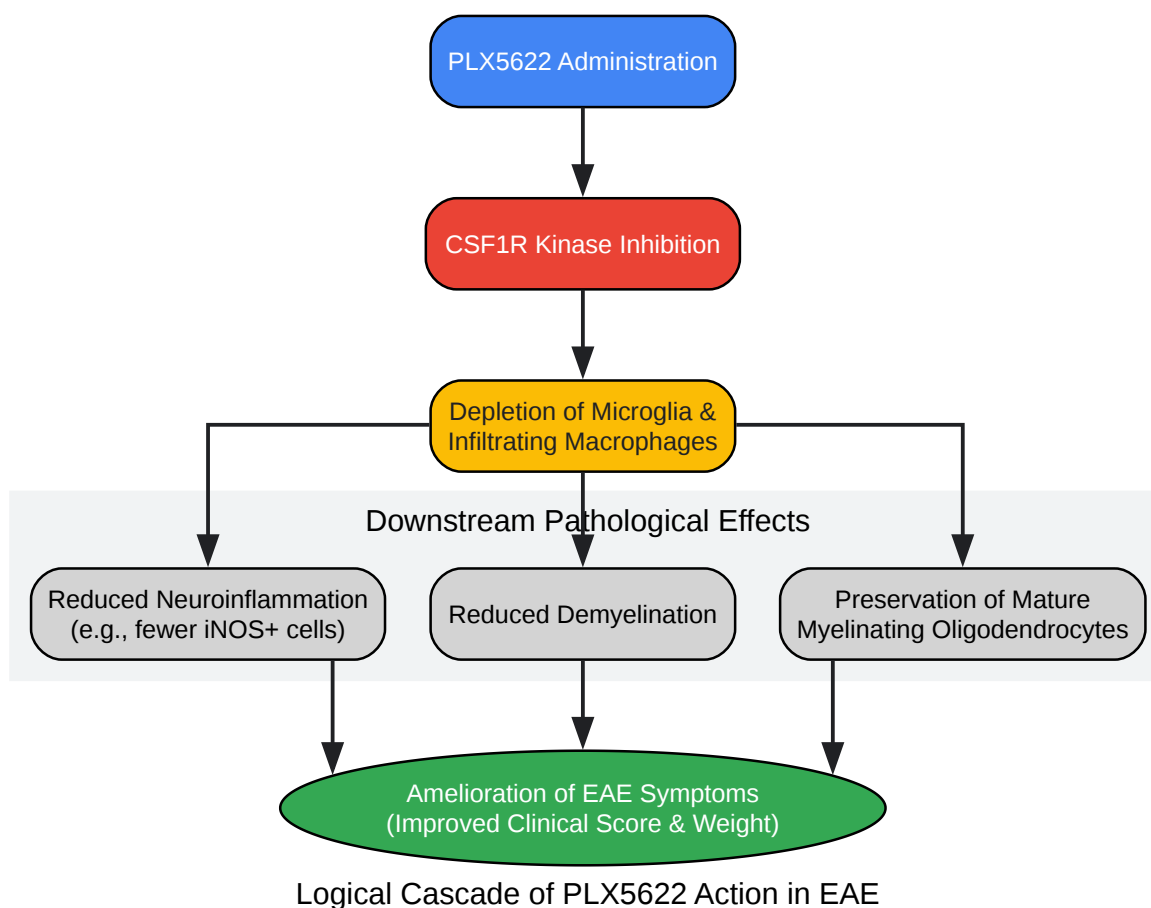 PLX5622 Administration
CSF1R Kinase Inhibition
Depletion of Microglia &
Infiltrating Macrophages
Downstream Pathological Effects
Reduced Neuroinflammation
(e.g., fewer iNOS+ cells)
Reduced Demyelination
Preservation of Mature
Myelinating Oligodendrocytes
Amelioration of EAE Symptoms
(Improved Clinical Score & Weight)
Logical Cascade of PLX5622 Action in EAE